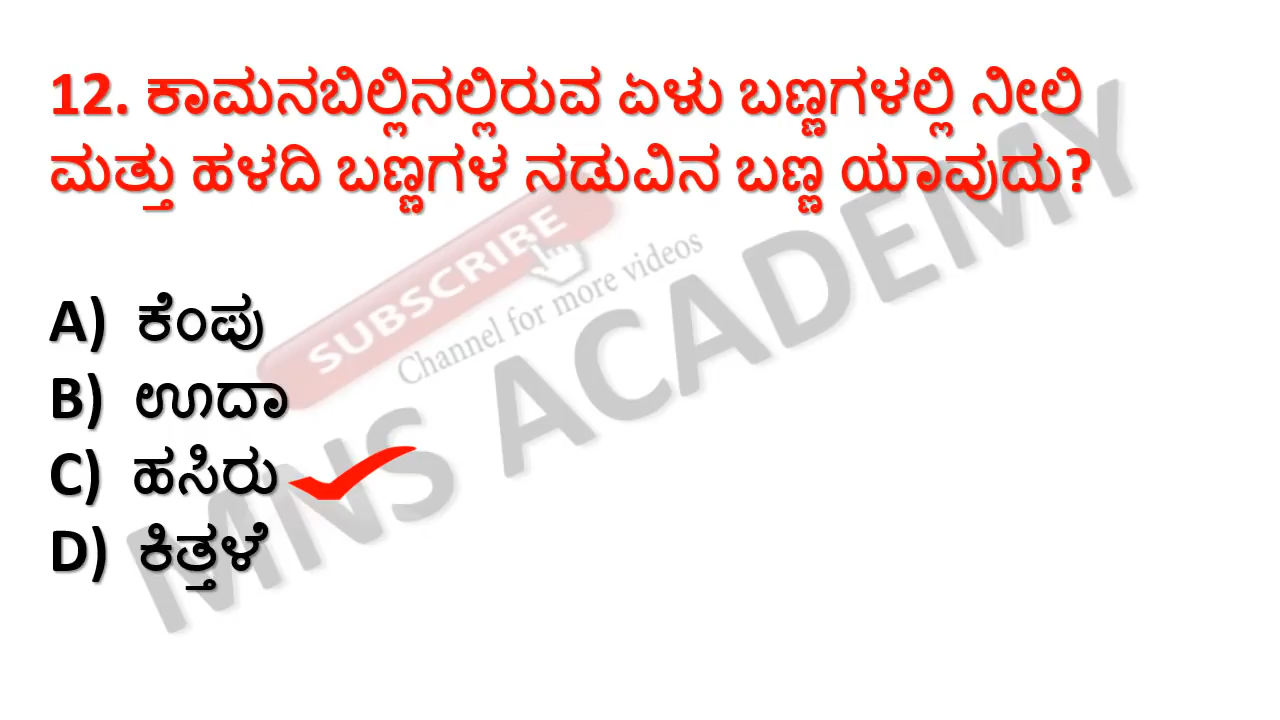 12. ಕಾಮನಬಿಲ್ಲಿನಲ್ಲಿರುವ ಏಳು ಬಣ್ಣಗಳಲ್ಲಿ ನೀಲಿ
ಮತ್ತು ಹಳದಿ ಬಣ್ಣಗಳ ನಡುವಿನ ಬಣ್ಣ ಯಾವುದು?
SUBSCRIBE
Channel for more videos
MNS ACADEMY
A) ಕೆಂಪು
B) ಊದಾ
C) ಹಸಿರು
D) ಕಿತ್ತಳೆ